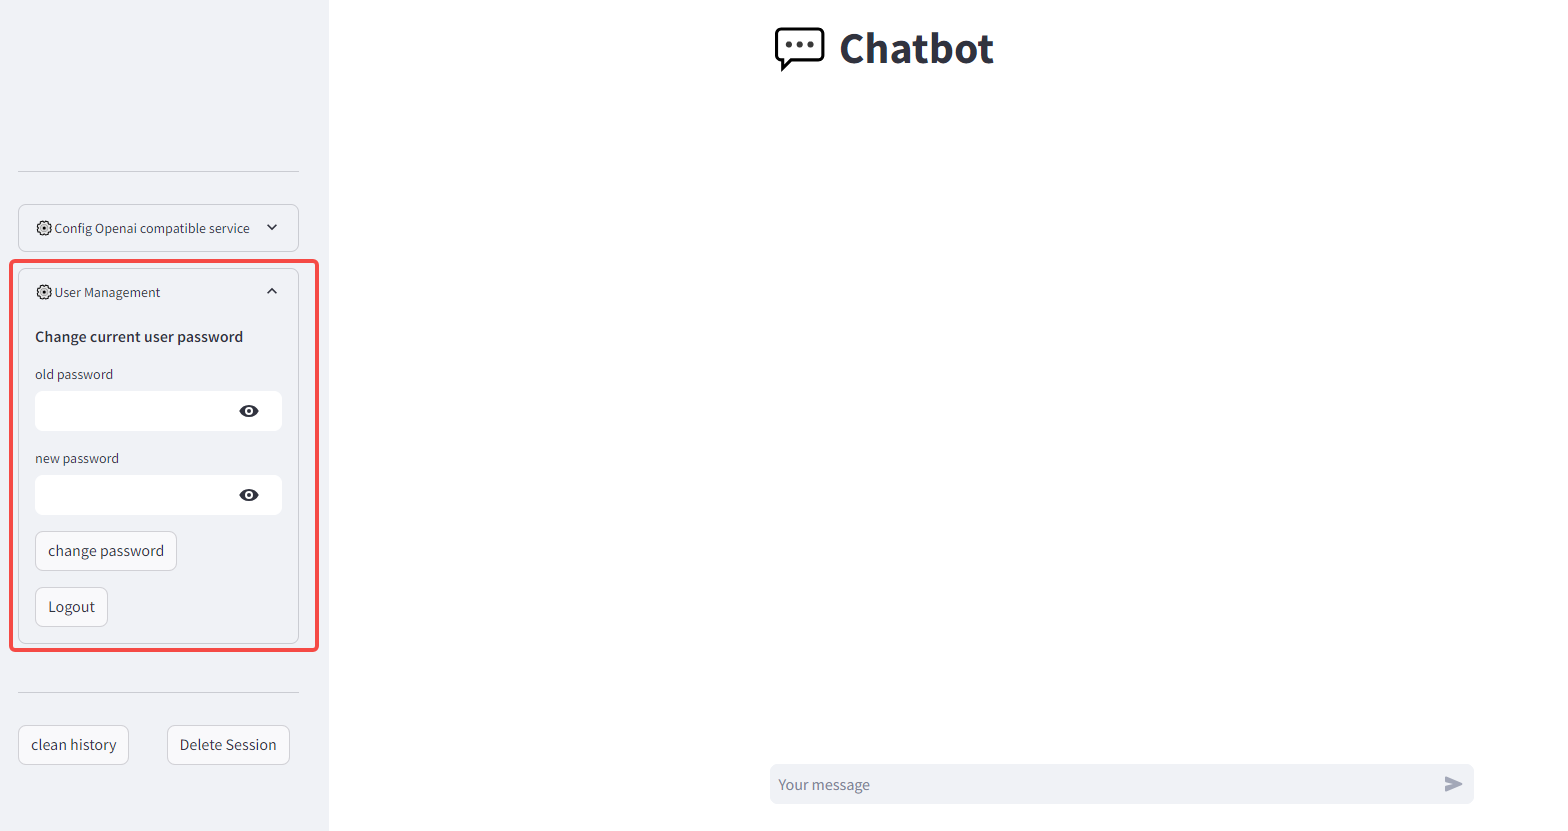 Chatbot
Config Openai compatible service
User Management
Change current user password
old password
new password
change password
Logout
clean history
Delete Session
Your message